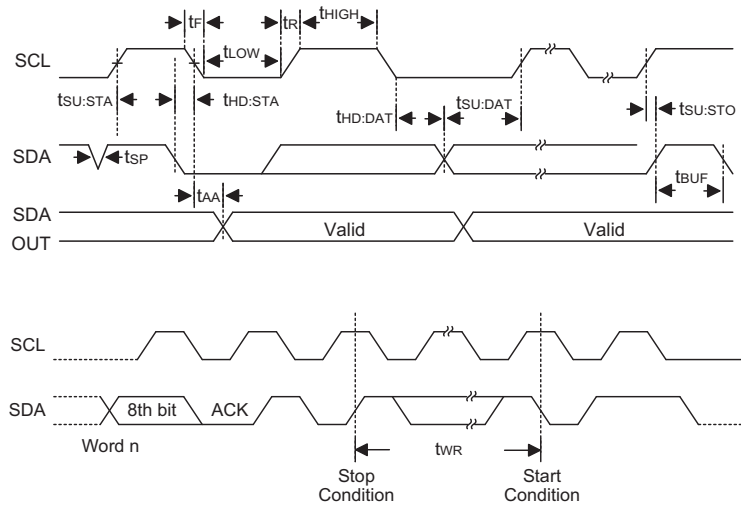 tF tR tHIGH
SCL tLOW
tSU:STA tHD:STA tHD:DAT tSU:DAT tSU:STO
SDA tSP tBUF
tAA
SDA
OUT Valid Valid
SCL
SDA 8th bit ACK
Word n tWR
Stop Condition
Start Condition